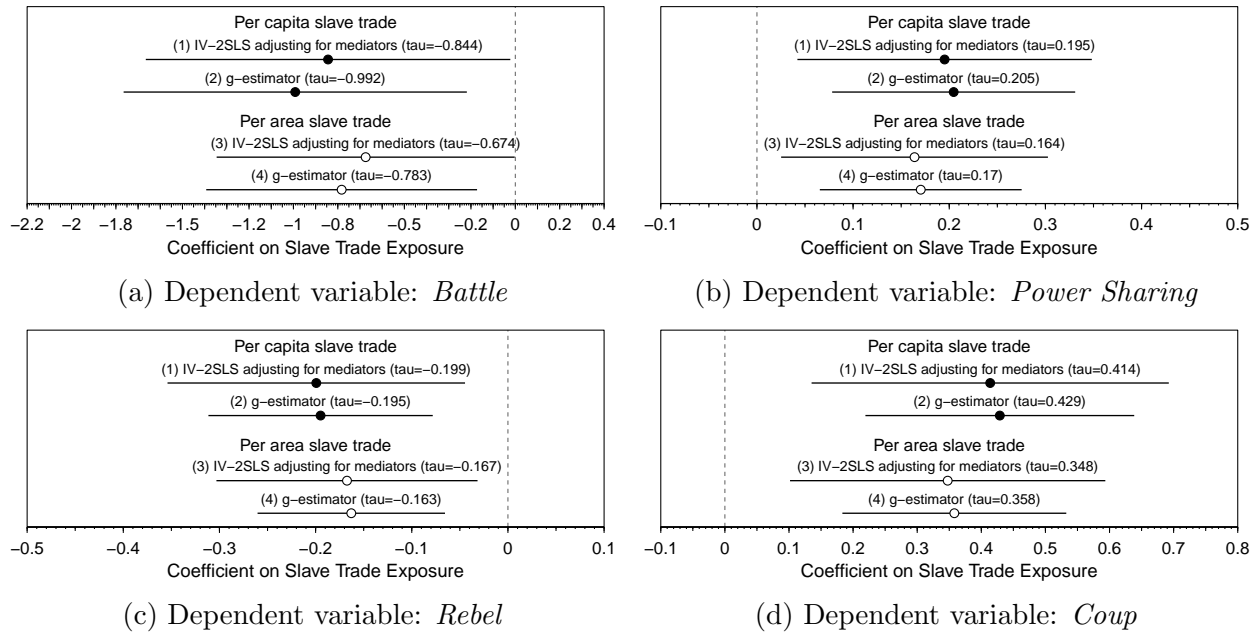 Per capita slave trade
(1) IV−2SLS adjusting for mediators (tau=−0.844)
(2) g−estimator (tau=−0.992)
Per area slave trade
(3) IV−2SLS adjusting for mediators (tau=−0.674)
(4) g−estimator (tau=−0.783)
−2.2 −2 −1.8 −1.5 −1.2 −1 −0.8 −0.5 −0.2 0 0.2 0.4
Coefficient on Slave Trade Exposure
(a) Dependent variable: Battle
Per capita slave trade
(1) IV−2SLS adjusting for mediators (tau=0.195)
(2) g−estimator (tau=0.205)
Per area slave trade
(3) IV−2SLS adjusting for mediators (tau=0.164)
(4) g−estimator (tau=0.17)
−0.1 0 0.1 0.2 0.3 0.4 0.5
Coefficient on Slave Trade Exposure
(b) Dependent variable: Power Sharing
Per capita slave trade
(1) IV−2SLS adjusting for mediators (tau=−0.199)
(2) g−estimator (tau=−0.195)
Per area slave trade
(3) IV−2SLS adjusting for mediators (tau=−0.167)
(4) g−estimator (tau=−0.163)
−0.5 −0.4 −0.3 −0.2 −0.1 0 0.1
Coefficient on Slave Trade Exposure
(c) Dependent variable: Rebel
Per capita slave trade
(1) IV−2SLS adjusting for mediators (tau=0.414)
(2) g−estimator (tau=0.429)
Per area slave trade
(3) IV−2SLS adjusting for mediators (tau=0.348)
(4) g−estimator (tau=0.358)
−0.1 0 0.1 0.2 0.3 0.4 0.5 0.6 0.7 0.8
Coefficient on Slave Trade Exposure
(d) Dependent variable: Coup